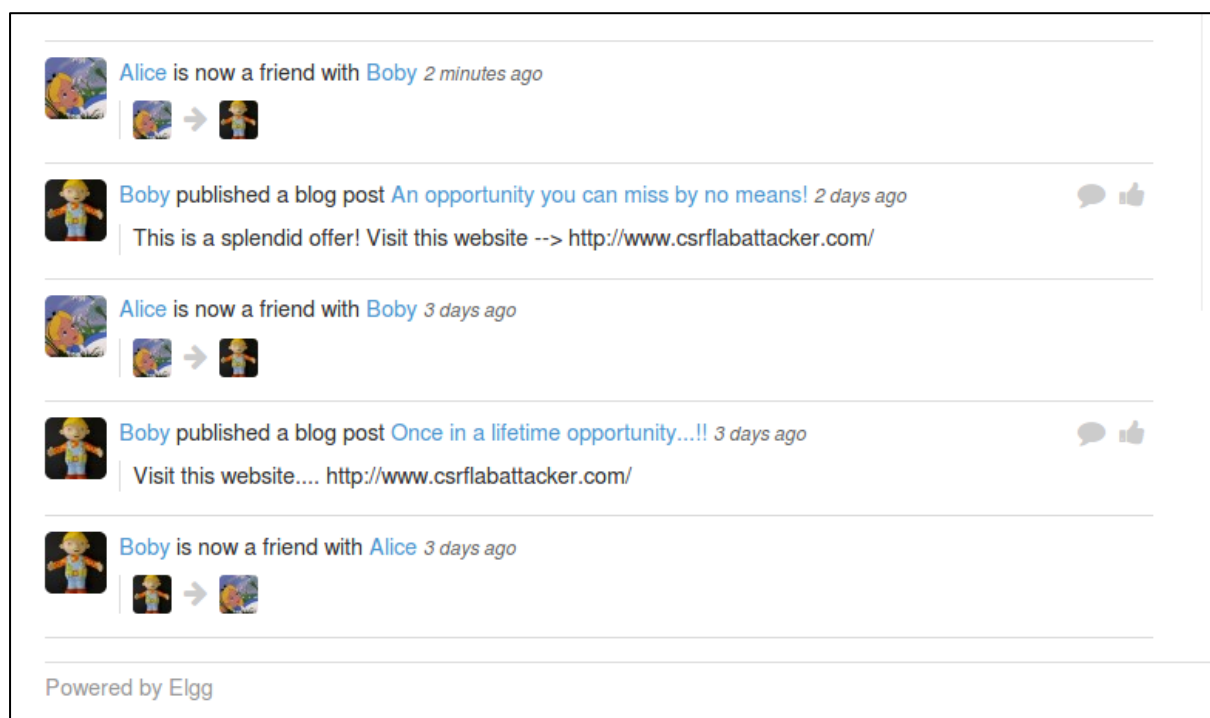 Alice is now a friend with Boby 2 minutes ago
Boby published a blog post An opportunity you can miss by no means! 2 days ago
This is a splendid offer! Visit this website --> http://www.csrflabattacker.com/
Alice is now a friend with Boby 3 days ago
Boby published a blog post Once in a lifetime opportunity...!! 3 days ago
Visit this website.... http://www.csrflabattacker.com/
Boby is now a friend with Alice 3 days ago
Powered by Elgg